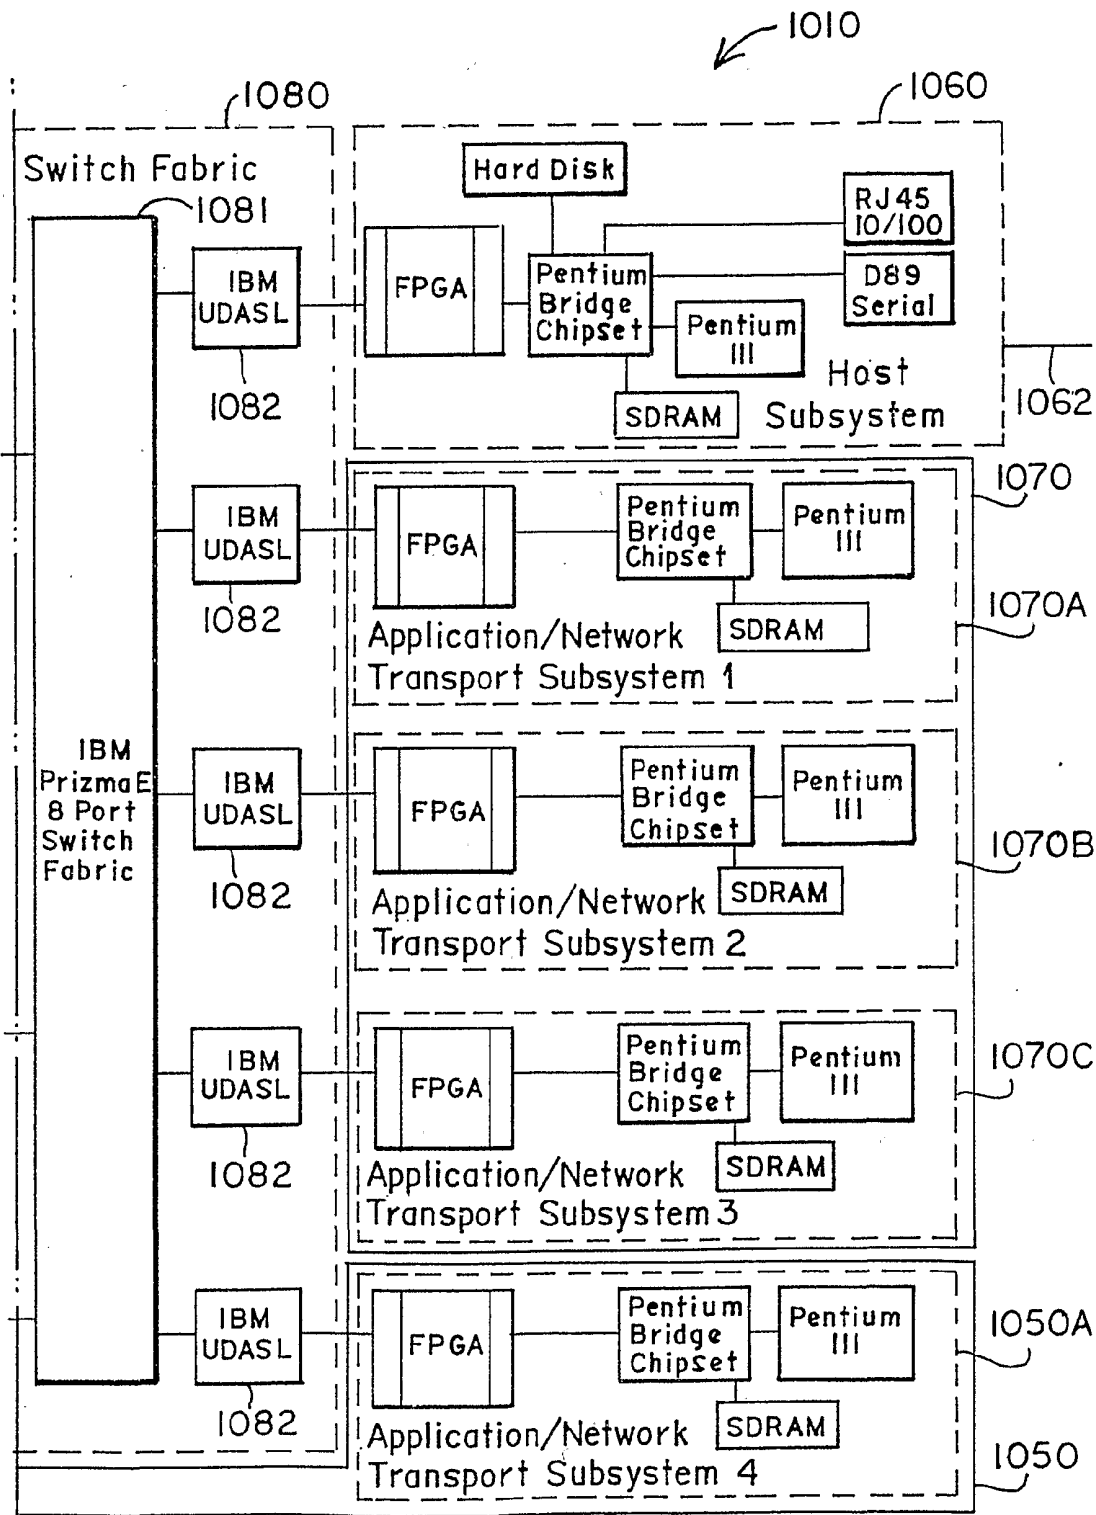 1010
1080
1060
Switch Fabric
1081
Hard Disk
RJ45
10/100
IBM
UDASL
FPGA
Pentium
Bridge
Chipset
D89
Serial
Pentium
III
1082
SDRAM
Host
Subsystem
1062
1070
IBM
UDASL
FPGA
Pentium
Bridge
Chipset
Pentium
III
1082
SDRAM
1070A
Application/Network
Transport Subsystem 1
IBM
PrizmaE
8 Port
Switch
Fabric
IBM
UDASL
FPGA
Pentium
Bridge
Chipset
Pentium
III
1070B
1082
SDRAM
Application/Network
Transport Subsystem 2
IBM
UDASL
FPGA
Pentium
Bridge
Chipset
Pentium
III
1070C
1082
SDRAM
Application/Network
Transport Subsystem 3
IBM
UDASL
FPGA
Pentium
Bridge
Chipset
Pentium
III
1050A
1082
SDRAM
Application/Network
Transport Subsystem 4
1050